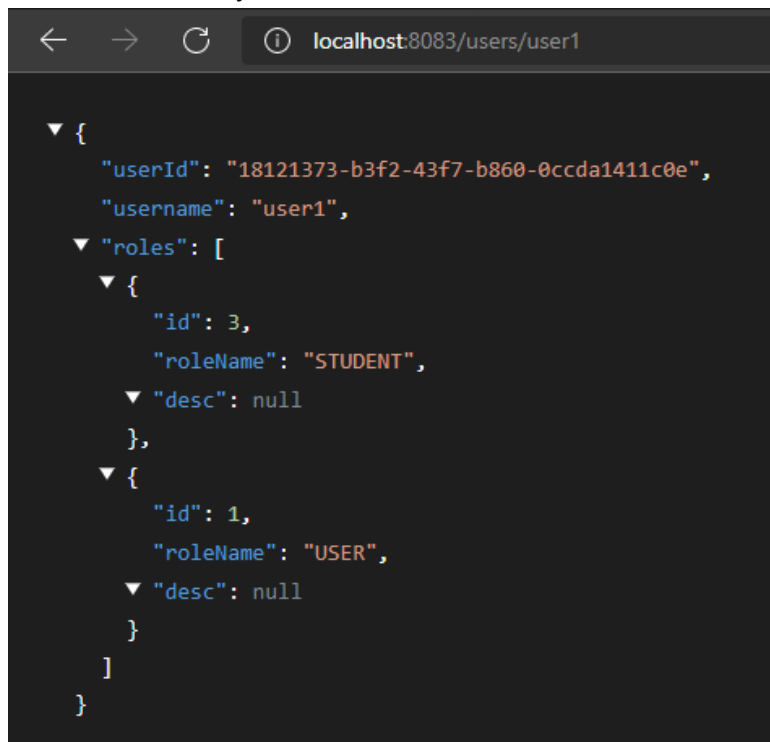 localhost:8083/users/user1
{
"userId": "18121373-b3f2-43f7-b860-0ccda1411c0e",
"username": "user1",
"roles": [
{
"id": 3,
"roleName": "STUDENT",
"desc": null
},
{
"id": 1,
"roleName": "USER",
"desc": null
}
]
}